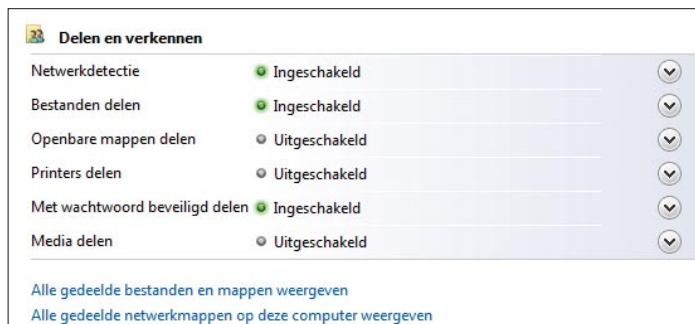 Delen en verkennen
Netwerkdetectie Ingeschakeld
Bestanden delen Ingeschakeld
Openbare mappen delen Uitgeschakeld
Printers delen Uitgeschakeld
Met wachtwoord beveiligd delen Ingeschakeld
Media delen Uitgeschakeld
Alle gedeelde bestanden en mappen weergeven
Alle gedeelde netwerkmappen op deze computer weergeven